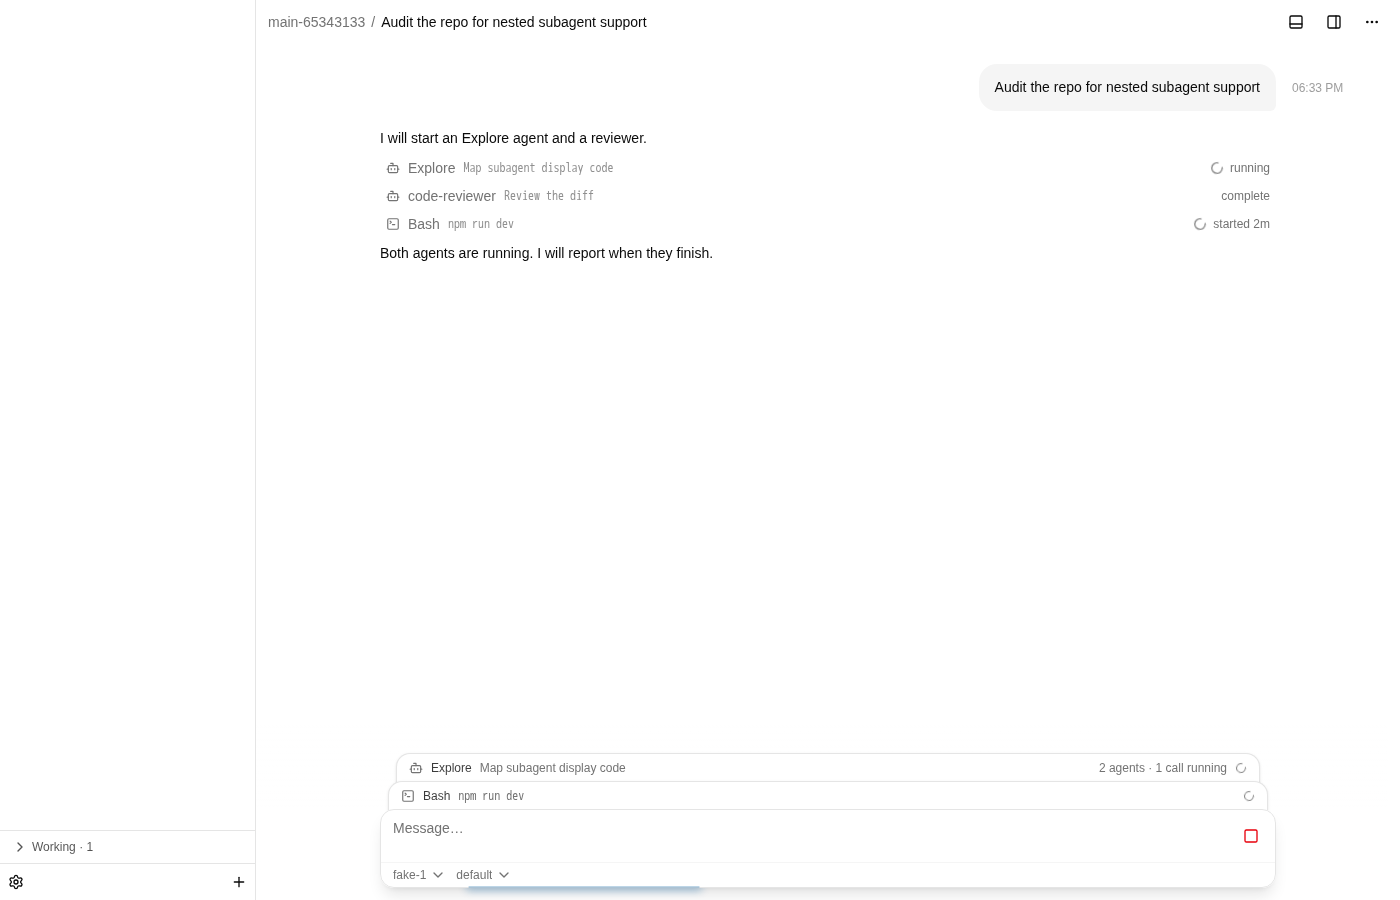 main-65343133 / Audit the repo for nested subagent support
Audit the repo for nested subagent support
06:33 PM
I will start an Explore agent and a reviewer.
Explore Map subagent display code running
code-reviewer Review the diff complete
Bash npm run dev started 2m
Both agents are running. I will report when they finish.
Explore Map subagent display code 2 agents · 1 call running
Bash npm run dev
Message…
Working · 1
fake-1 default